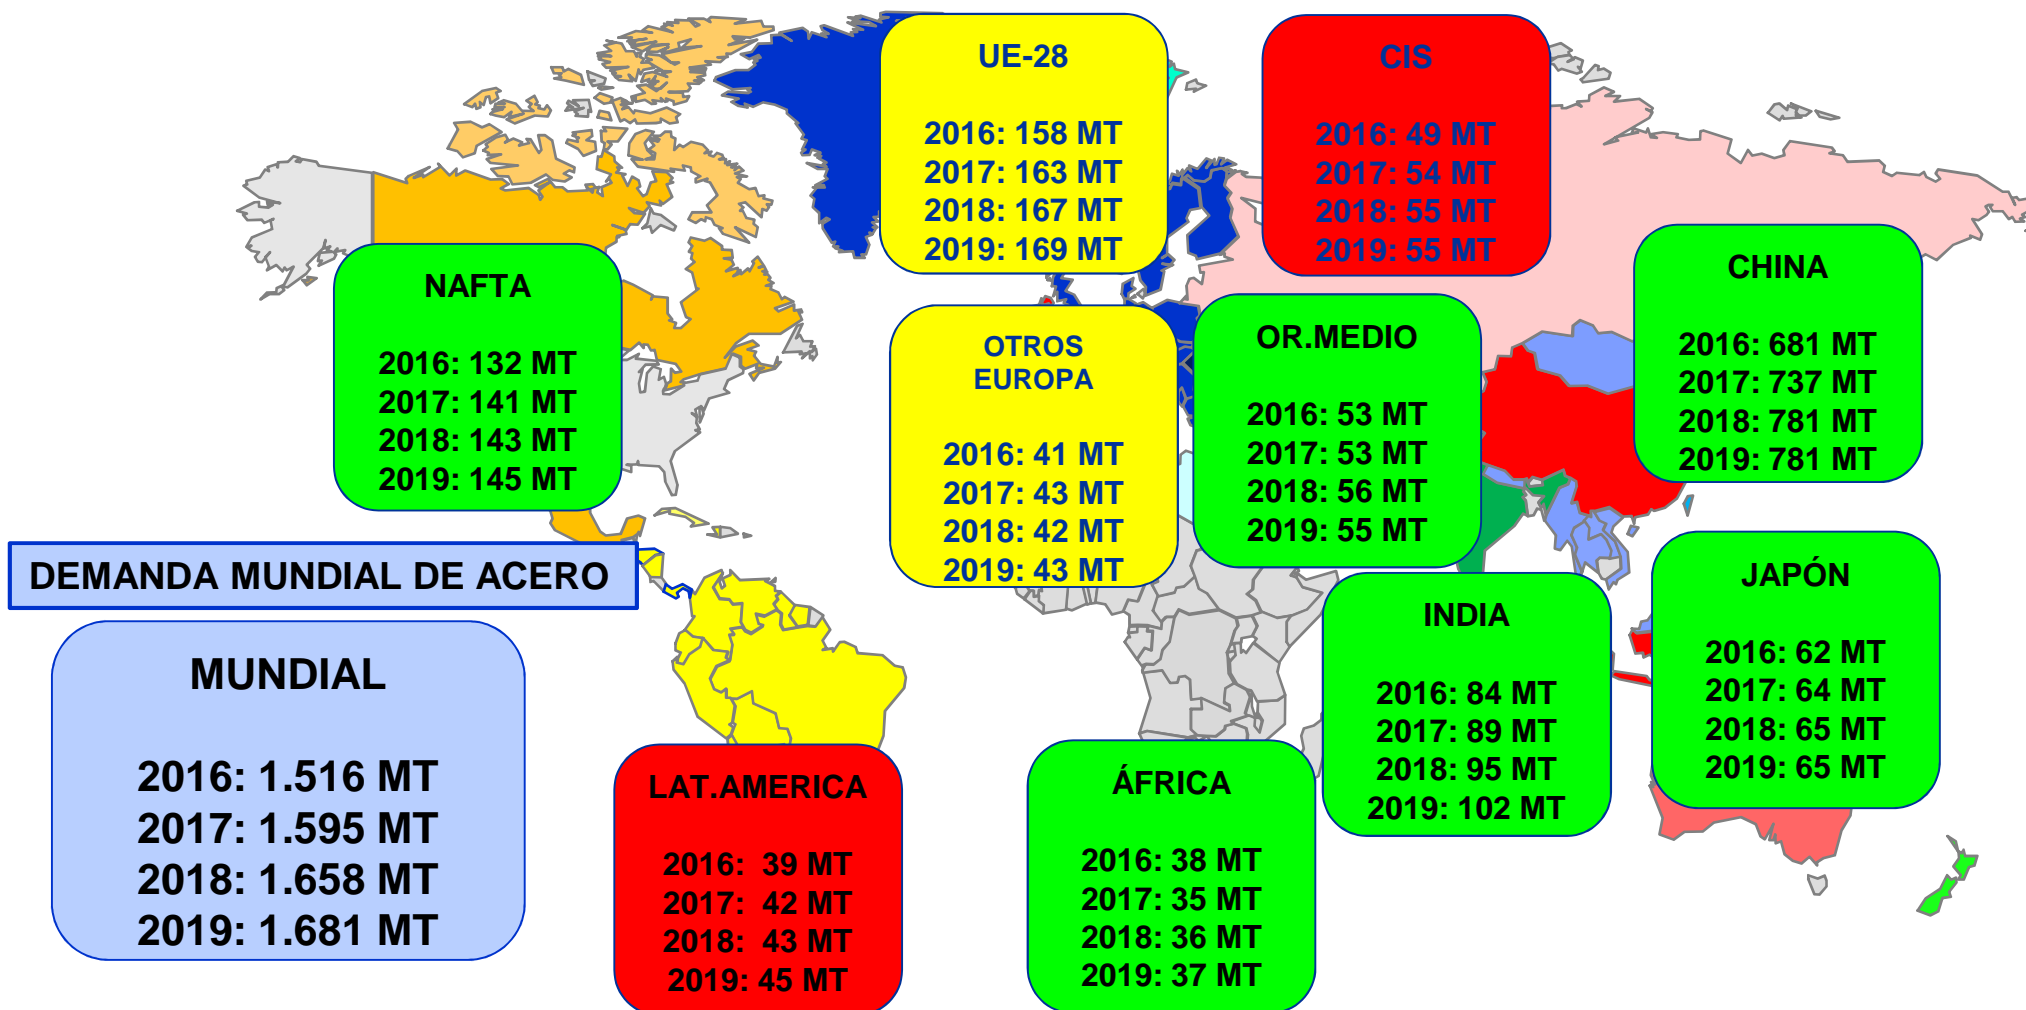 UE-28
2016: 158 MT
2017: 163 MT
2018: 167 MT
2019: 169 MT
CIS
2016: 49 MT
2017: 54 MT
2018: 55 MT
2019: 55 MT
NAFTA
2016: 132 MT
2017: 141 MT
2018: 143 MT
2019: 145 MT
OTROS
EUROPA
2016: 41 MT
2017: 43 MT
2018: 42 MT
2019: 43 MT
OR.MEDIO
2016: 53 MT
2017: 53 MT
2018: 56 MT
2019: 55 MT
CHINA
2016: 681 MT
2017: 737 MT
2018: 781 MT
2019: 781 MT
DEMANDA MUNDIAL DE ACERO
MUNDIAL
2016: 1.516 MT
2017: 1.595 MT
2018: 1.658 MT
2019: 1.681 MT
LAT.AMERICA
2016: 39 MT
2017: 42 MT
2018: 43 MT
2019: 45 MT
ÁFRICA
2016: 38 MT
2017: 35 MT
2018: 36 MT
2019: 37 MT
INDIA
2016: 84 MT
2017: 89 MT
2018: 95 MT
2019: 102 MT
JAPÓN
2016: 62 MT
2017: 64 MT
2018: 65 MT
2019: 65 MT